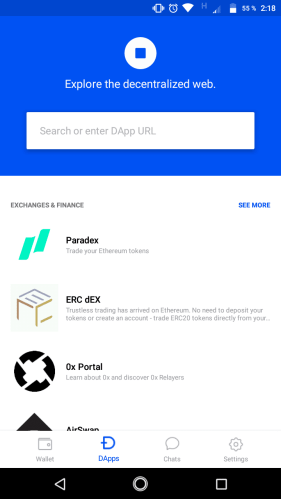 H 55 % 2:18
Explore the decentralized web.
Search or enter DApp URL
EXCHANGES & FINANCE SEE MORE
Paradex
Trade your Ethereum tokens
ERC dEX
Trustless trading has arrived on Ethereum. No need to deposit your
tokens or create an account - trade ERC20 tokens directly from your...
0x Portal
Learn about 0x and discover 0x Relayers
AirSwap
Wallet DApps Chats Settings